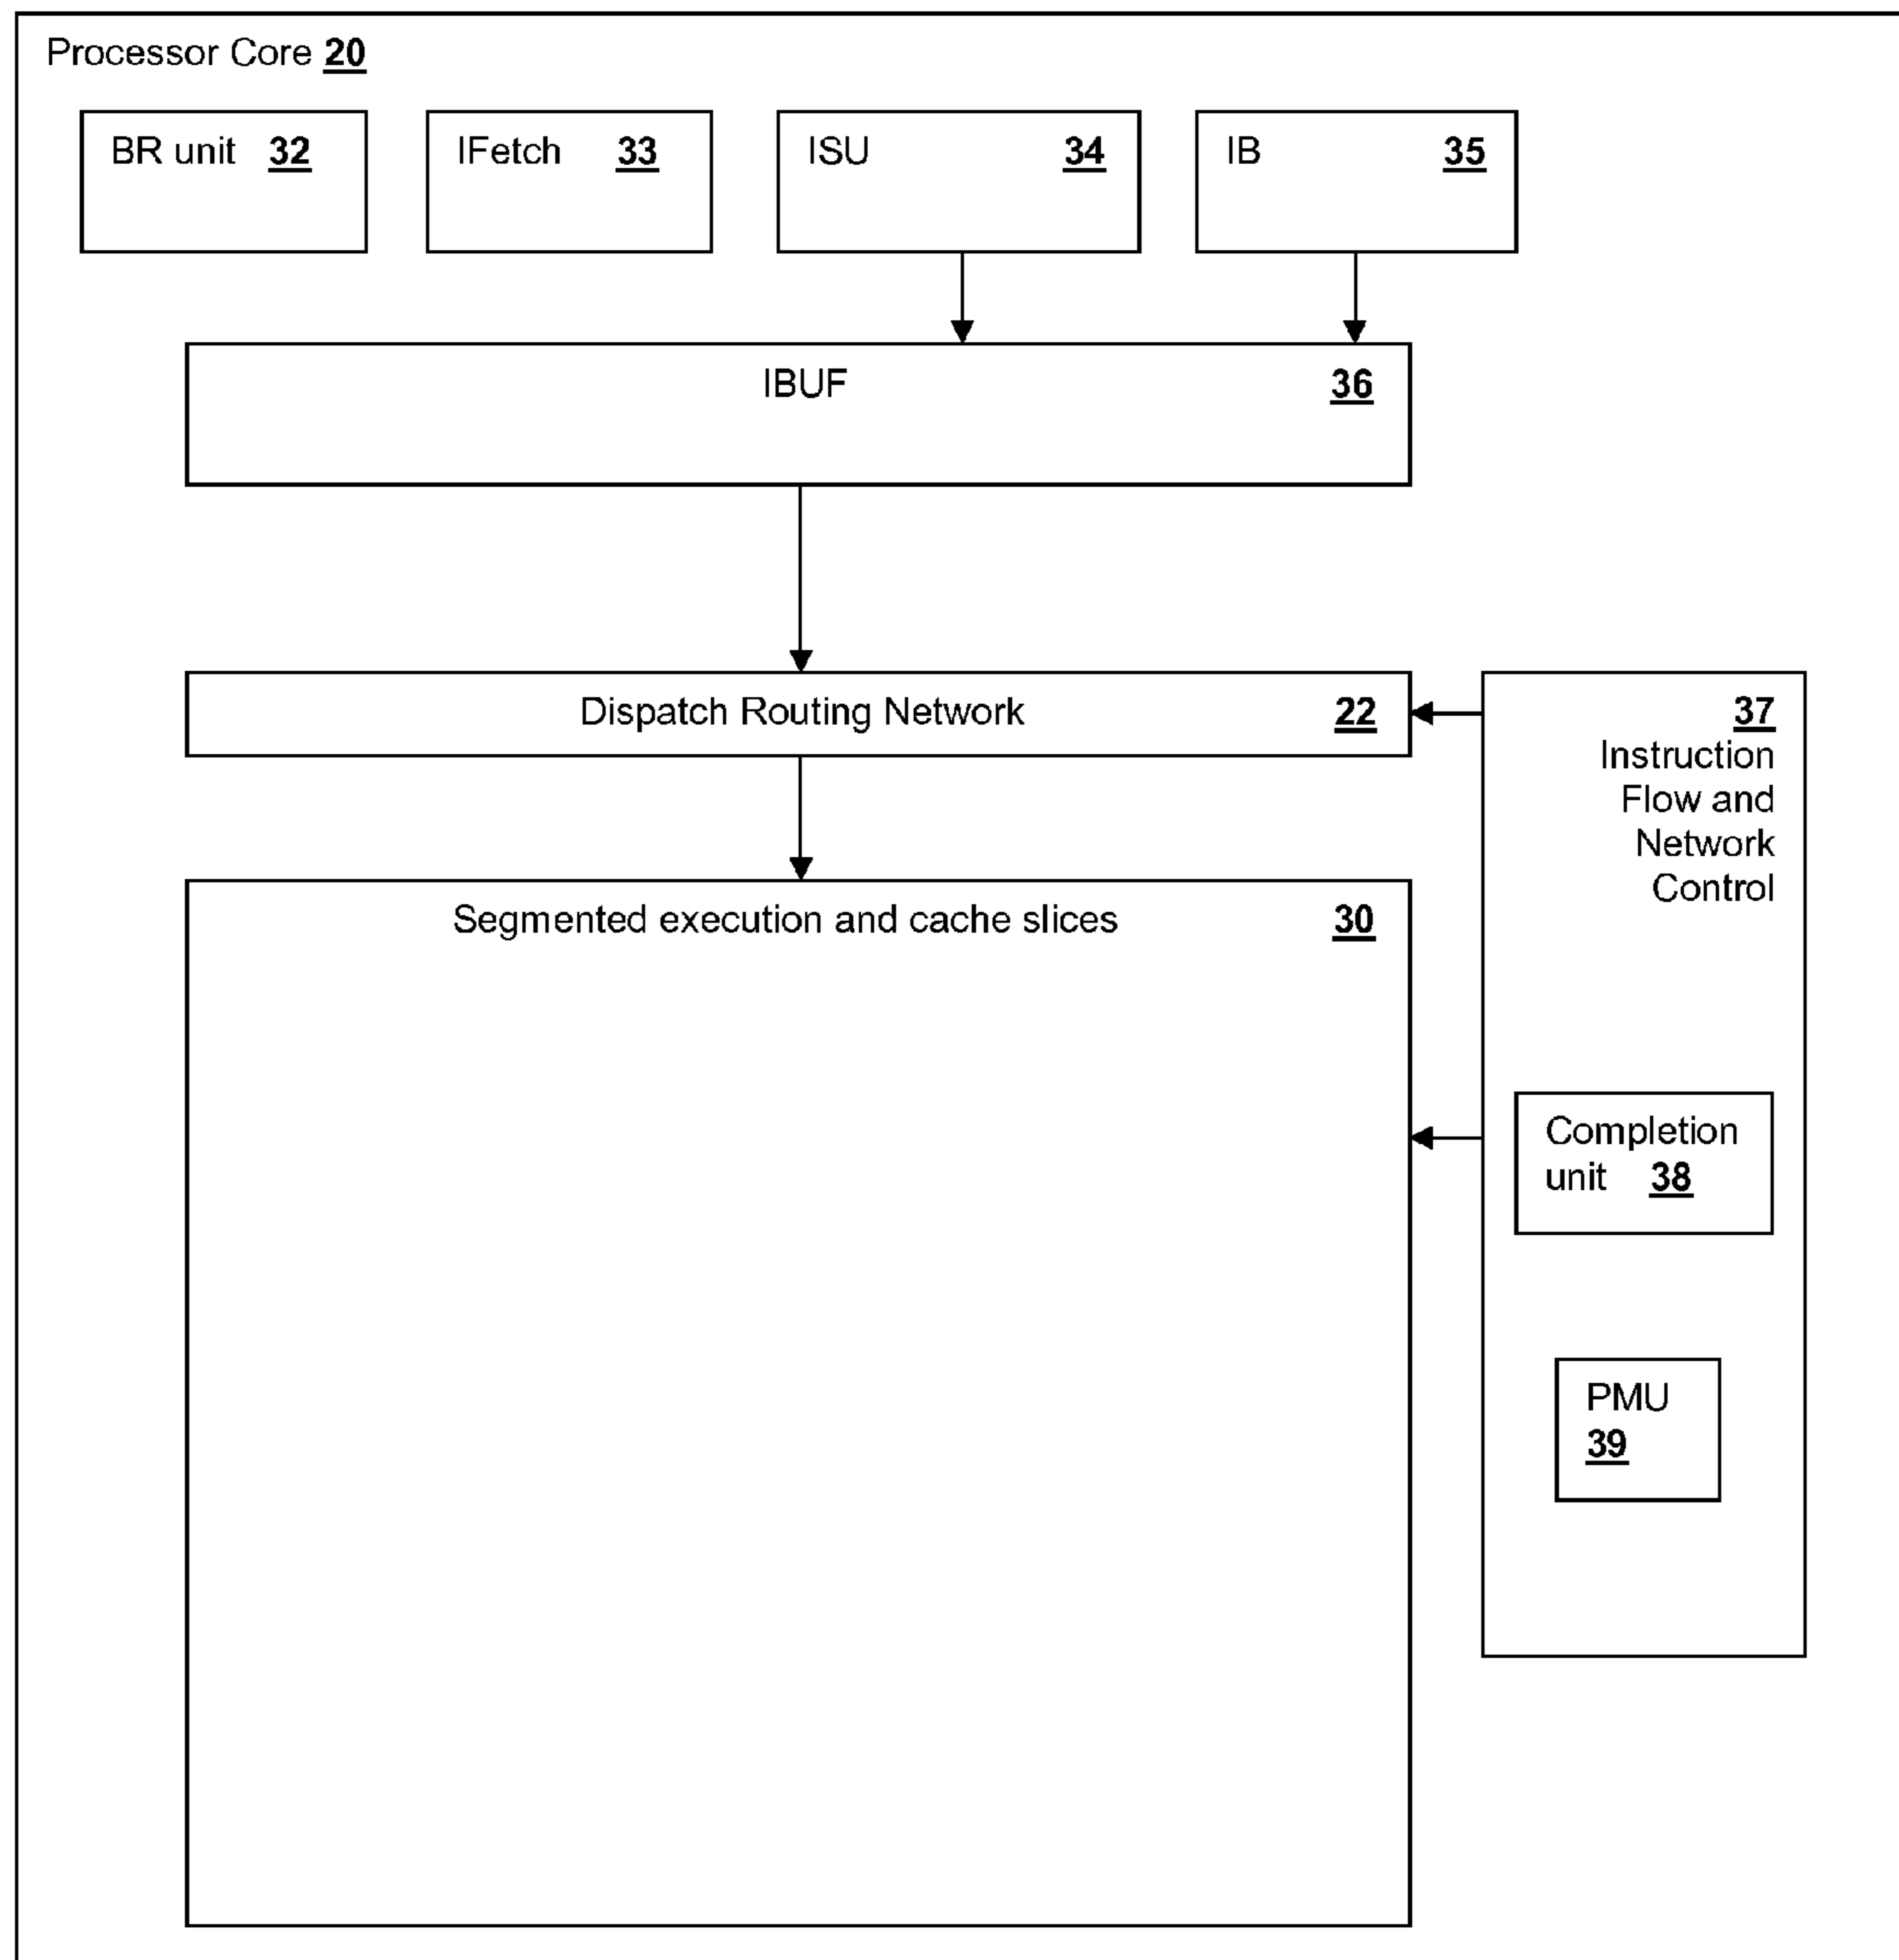 Processor Core 20
BR unit 32
IFetch 33
ISU 34
IB 35
IBUF 36
Dispatch Routing Network 22
37
Instruction
Flow and
Network
Control
Segmented execution and cache slices 30
Completion
unit 38
PMU
39